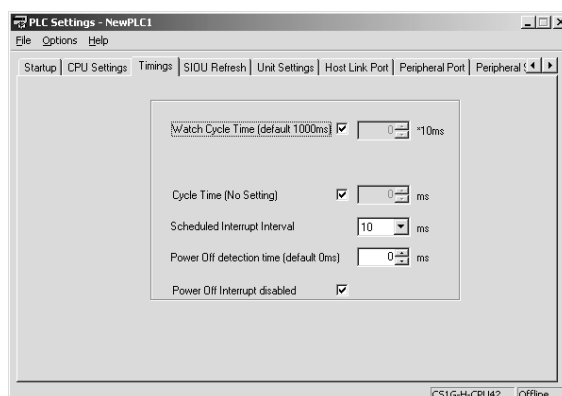 PLC Settings - NewPLC1
File Options Help
Startup CPU Settings Timings SIOU Refresh Unit Settings Host Link Port Peripheral Port Peripheral
Watch Cycle Time (default 1000ms) 0 *10ms
Cycle Time (No Setting) 0 ms
Scheduled Interrupt Interval 10 ms
Power Off detection time (default 0ms) 0 ms
Power Off Interrupt disabled
CS1G-H-CPU42 Offline